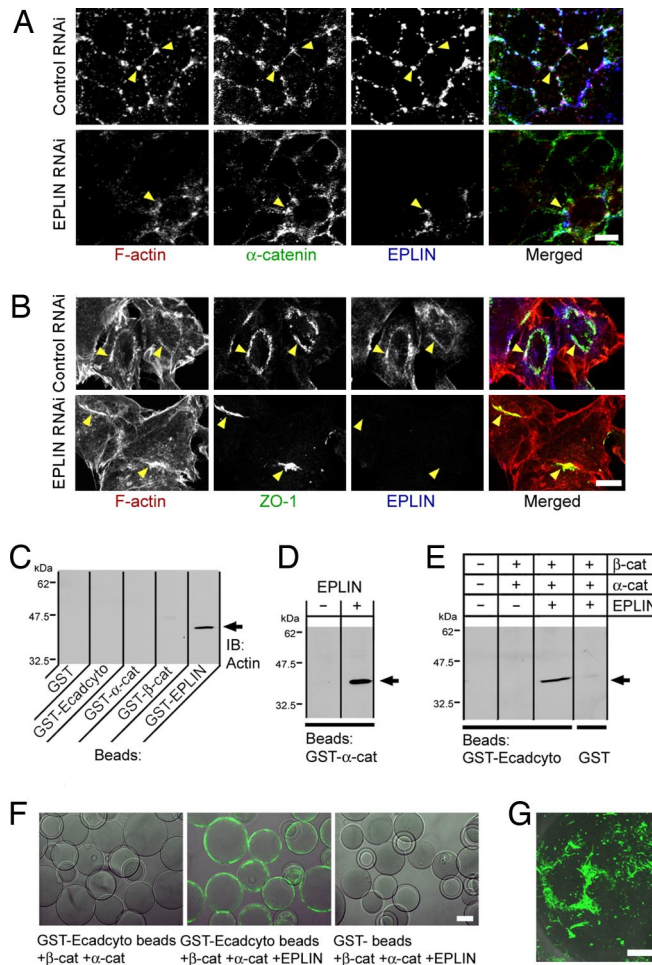 A
Control RNAi
EPLIN RNAi
F-actin α-catenin EPLIN Merged
B
Control RNAi
EPLIN RNAi
F-actin ZO-1 EPLIN Merged
C
kDa
62
47.5
32.5
IB:
Actin
GST
GST-Ecadcyto
GST-α-cat
GST-β-cat
GST-EPLIN
Beads:
D
EPLIN
− +
kDa
62
47.5
32.5
Beads:
GST-α-cat
E
− + + + β-cat
− + + + α-cat
− − + + EPLIN
kDa
62
47.5
32.5
Beads:
GST-Ecadcyto GST
F
GST-Ecadcyto beads
+β-cat +α-cat
GST-Ecadcyto beads
+β-cat +α-cat +EPLIN
GST- beads
+β-cat +α-cat +EPLIN
G